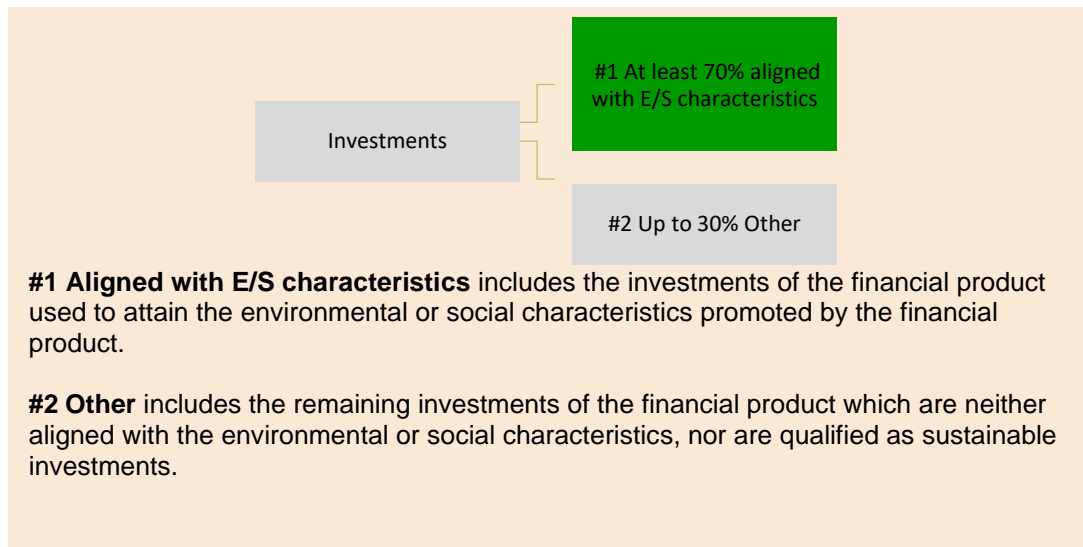 #1 At least 70% aligned
with E/S characteristics
Investments
#2 Up to 30% Other
#1 Aligned with E/S characteristics includes the investments of the financial product
used to attain the environmental or social characteristics promoted by the financial
product.
#2 Other includes the remaining investments of the financial product which are neither
aligned with the environmental or social characteristics, nor are qualified as sustainable
investments.